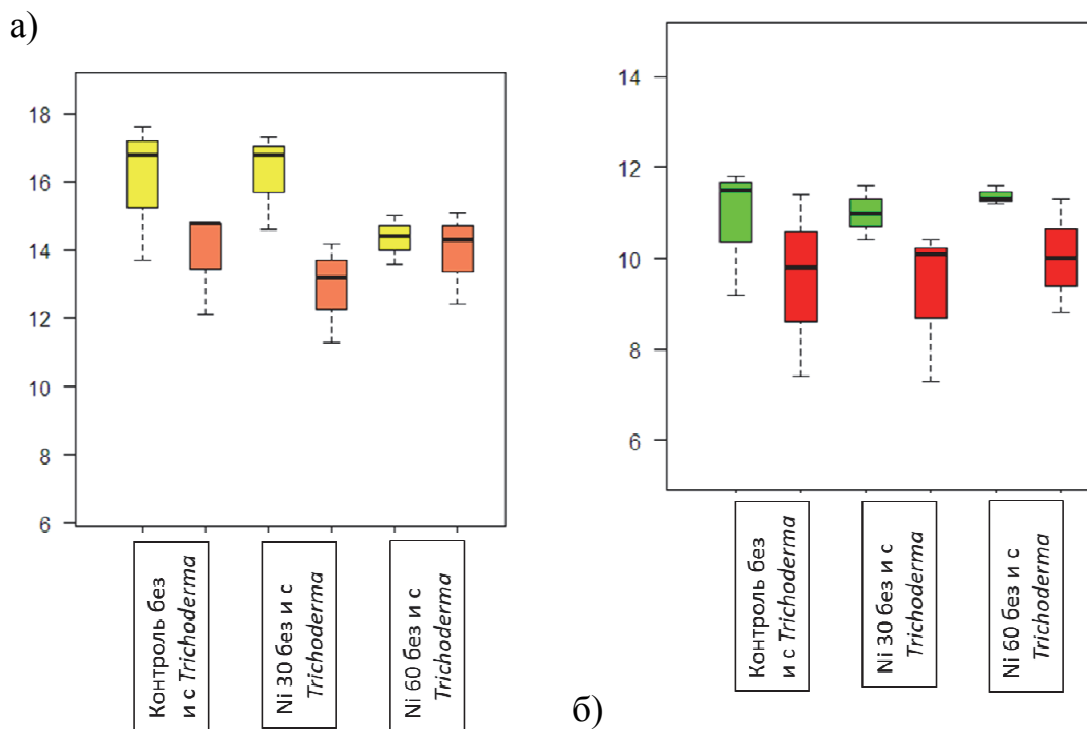 а)
18
16
14
12
10
8
6
Контроль без
и с Trichoderma
Ni 30 без и с
Trichoderma
Ni 60 без и с
Trichoderma
б)
14
12
10
8
6
Контроль без
и с Trichoderma
Ni 30 без и с
Trichoderma
Ni 60 без и с
Trichoderma